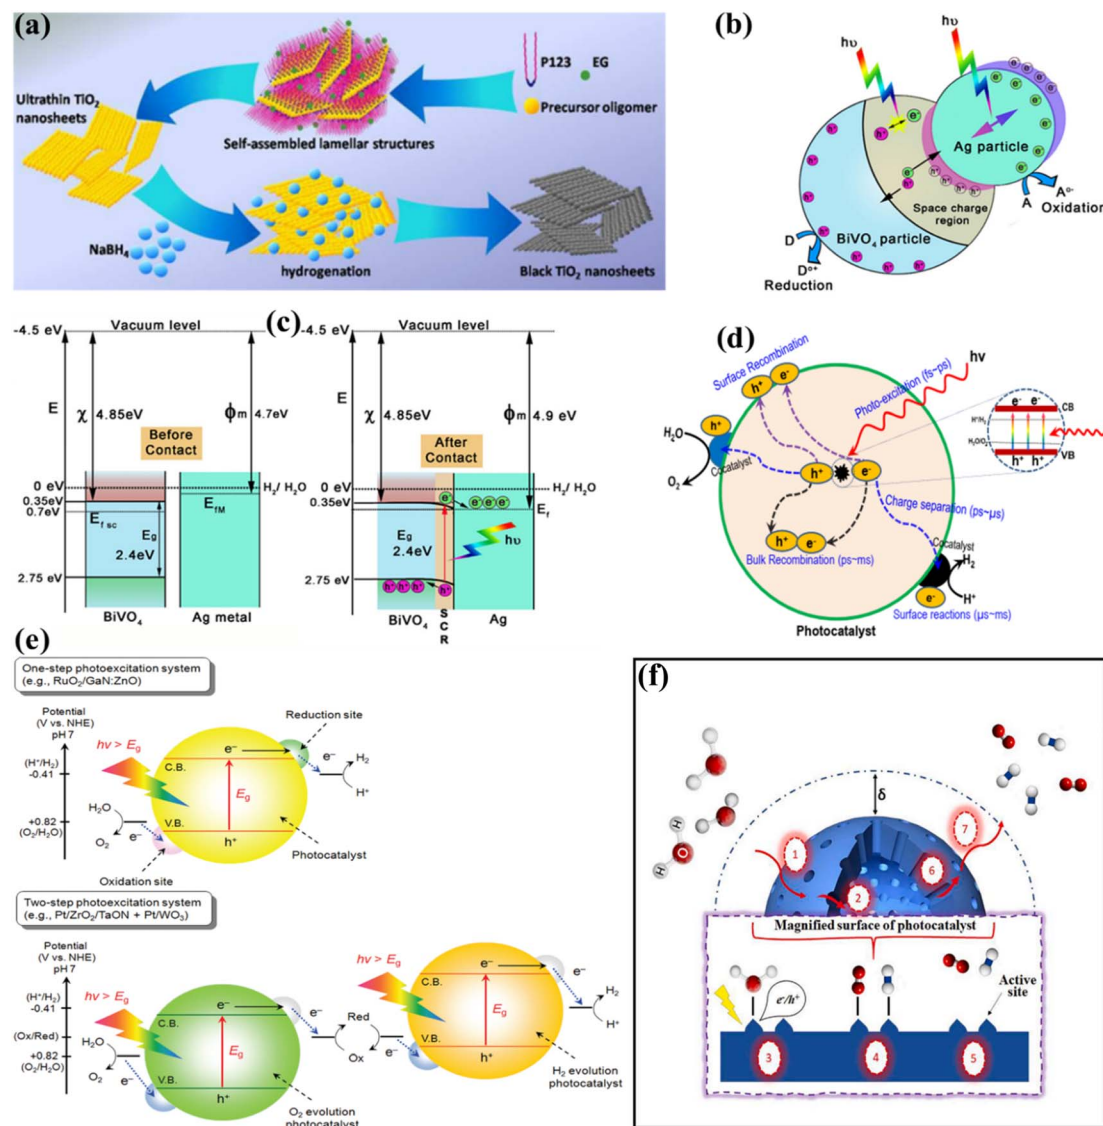 (a)
P123
EG
Precursor oligomer
Ultrathin TiO₂
nanosheets
Self-assembled lamellar structures
NaBH₄
hydrogenation
Black TiO₂ nanosheets
(b)
hυ
hυ
h⁺
e⁻
Ag particle
e⁻
h⁺
Space charge
region
A
A°⁻
Oxidation
BiVO₄ particle
D
D°⁺
Reduction
(c)
-4.5 eV
Vacuum level
E
χ
4.85eV
ϕm
4.7eV
Before
Contact
0 eV
H₂/ H₂O
0.35eV
0.7eV
E f sc
E fM
Eg
2.4eV
2.75 eV
BiVO₄
Ag metal
-4.5 eV
Vacuum level
E
χ
4.85eV
ϕm
4.9 eV
After
Contact
0 eV
H₂/ H₂O
0.35eV
e⁻
e⁻ e⁻ e⁻
Ef
Eg
2.4eV
hυ
2.75 eV
h⁺ h⁺ h⁺
h⁺
BiVO₄
S
C
R
Ag
(d)
hν
Surface Recombination
h⁺
e⁻
Photo-excitation (fs~ps)
e⁻ e⁻
CB
H⁺/H₂
H₂O/O₂
h⁺ h⁺
VB
h⁺
H₂O
O₂
Cocatalyst
h⁺
e⁻
Charge separation (ps~µs)
h⁺
e⁻
Bulk Recombination (ps~ms)
Cocatalyst
H₂
H⁺
e⁻
Surface reactions (µs~ms)
Photocatalyst
(e)
One-step photoexcitation system
(e.g., RuO₂/GaN:ZnO)
Potential
(V vs. NHE)
pH 7
(H⁺/H₂)
-0.41
+0.82
(O₂/H₂O)
hν > Eg
Reduction site
e⁻
e⁻
H₂
H⁺
C.B.
Eg
H₂O
O₂
e⁻
V.B.
h⁺
Photocatalyst
Oxidation site
Two-step photoexcitation system
(e.g., Pt/ZrO₂/TaON + Pt/WO₃)
Potential
(V vs. NHE)
pH 7
(H⁺/H₂)
-0.41
(Ox/Red)
+0.82
(O₂/H₂O)
hν > Eg
e⁻
C.B.
e⁻
Eg
H₂O
O₂
e⁻
V.B.
h⁺
O₂ evolution
photocatalyst
Red
Ox
hν > Eg
e⁻
e⁻
C.B.
Eg
H₂
H⁺
e⁻
V.B.
h⁺
H₂ evolution
photocatalyst
(f)
H
O
H
δ
1
2
6
7
Magnified surface of photocatalyst
e⁻/h⁺
Active
site
3
4
5